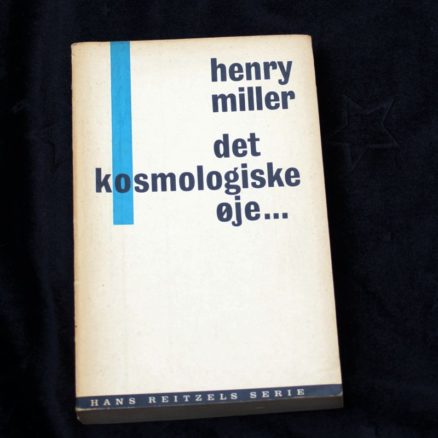 henry
miller
det
kosmologiske
øje...
HANS REITZELS SERIE